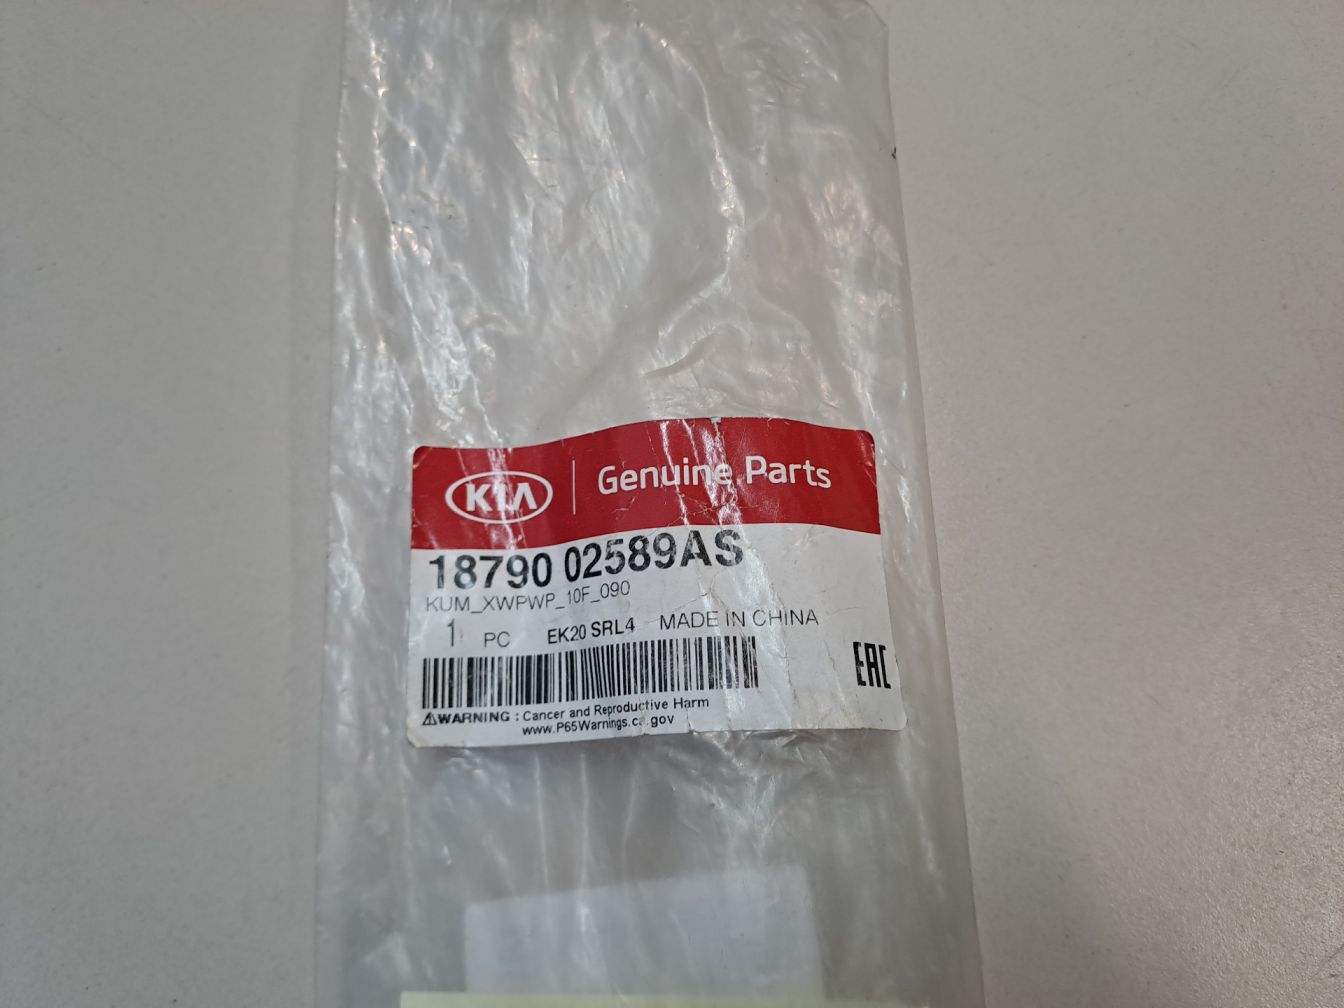 KIA Genuine Parts
18790 02589AS
KUM_XWPWP_10F_090
1 PC EK20 SRL4 MADE IN CHINA
EAC
WARNING : Cancer and Reproductive Harm
www.P65Warnings.ca.gov